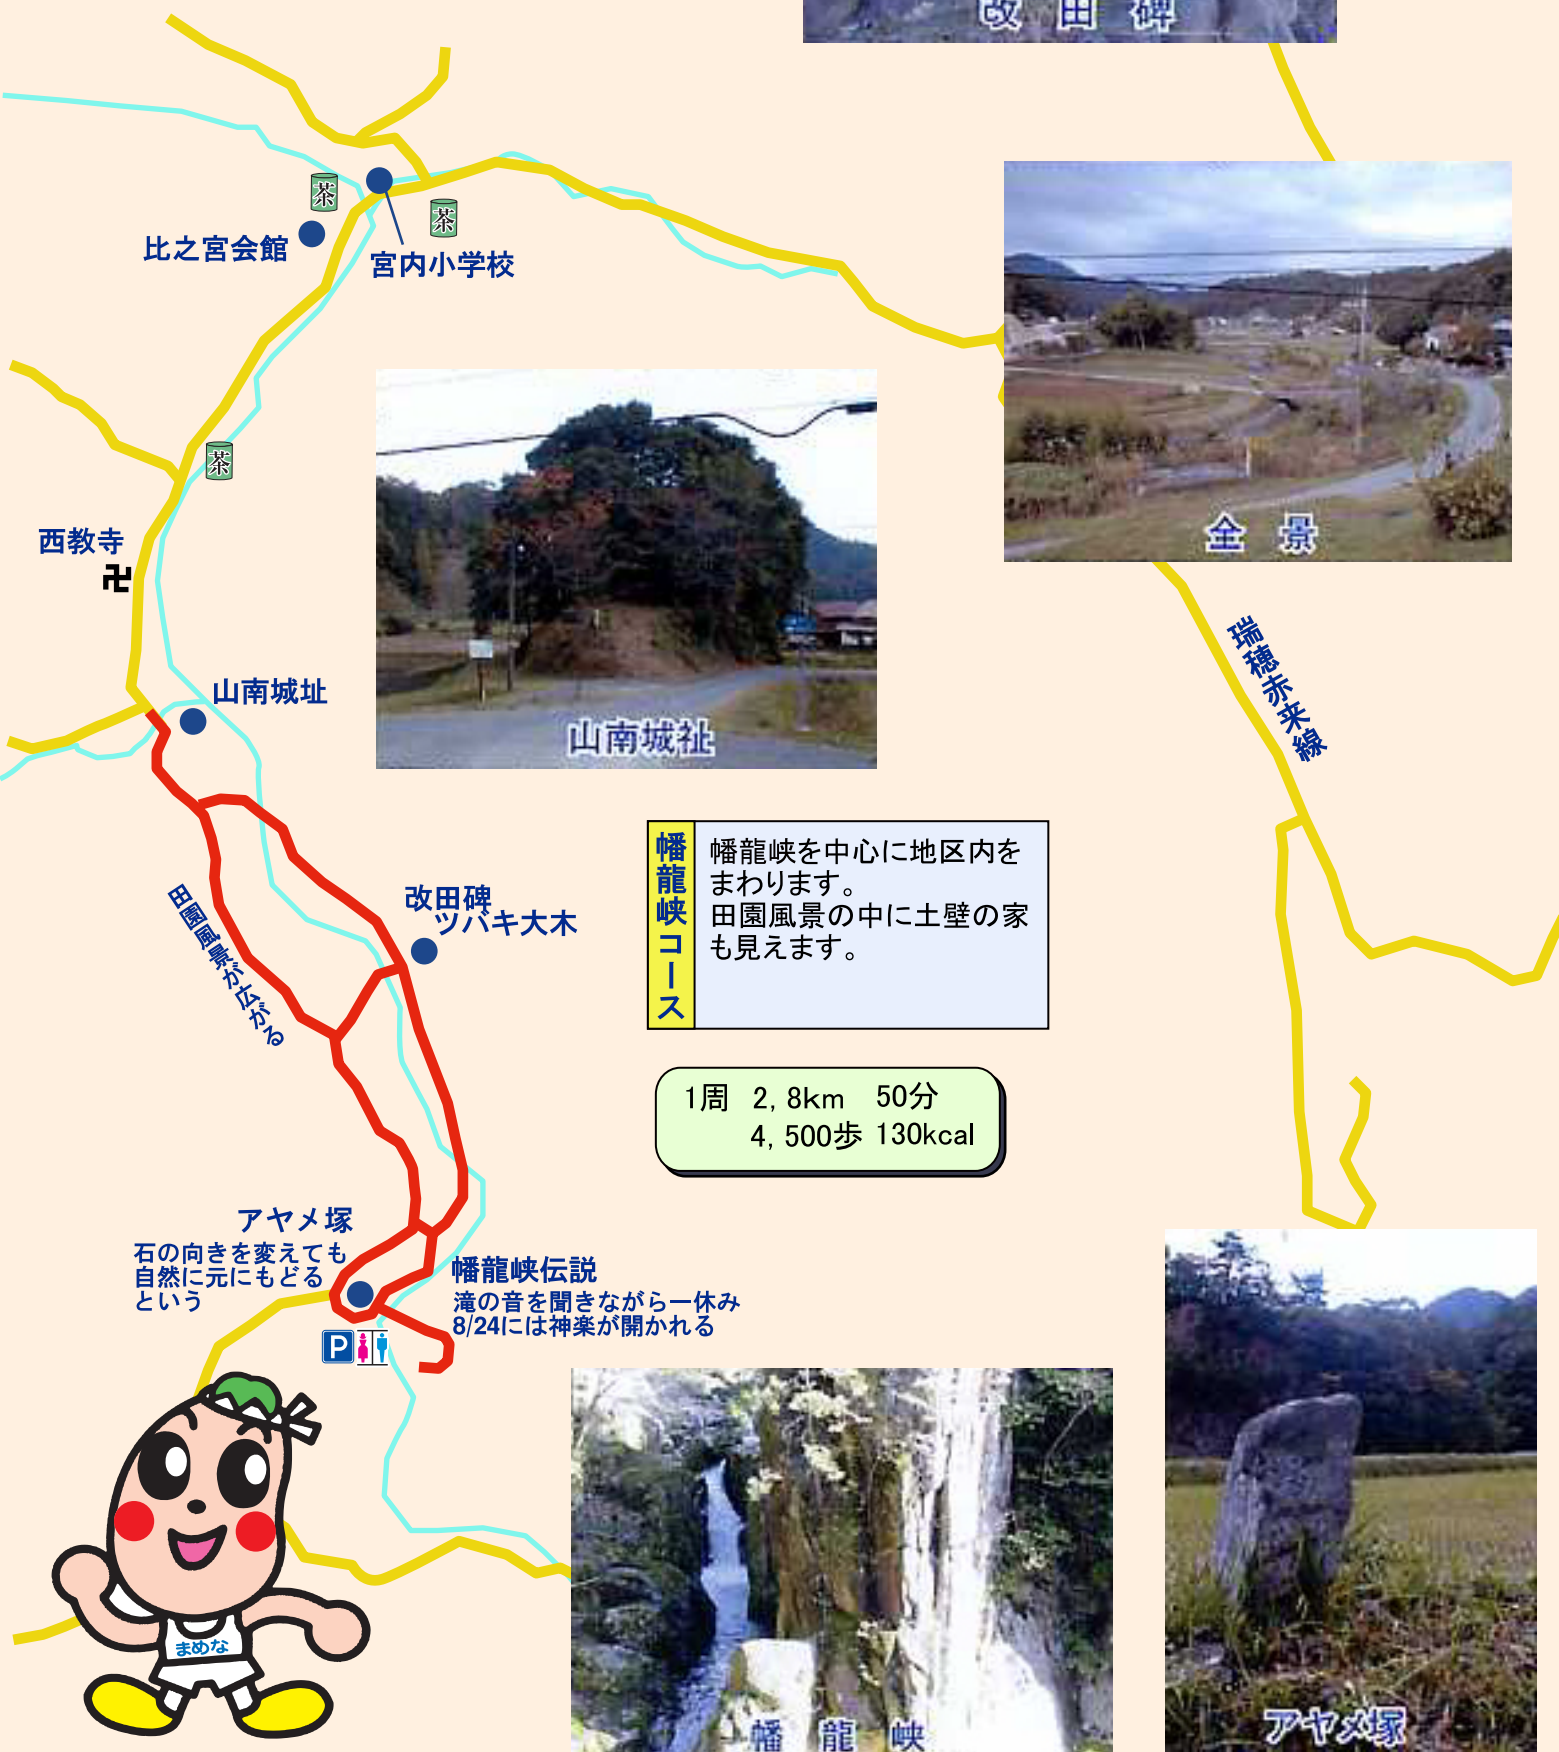 改田碑
茶
比之宮会館
宮内小学校
茶
茶
西教寺
卍
山南城址
山南城祉
全景
瑞穂赤来線
幡龍峡コース
幡龍峡を中心に地区内を
まわります。
田園風景の中に土壁の家
も見えます。
田園風景が広がる
改田碑
ツバキ大木
1周 2,8km 50分
4,500歩 130kcal
アヤメ塚
石の向きを変えても
自然に元にもどる
という
幡龍峡伝説
滝の音を聞きながら一休み
8/24には神楽が開かれる
P
まめな
幡龍峡
アヤメ塚